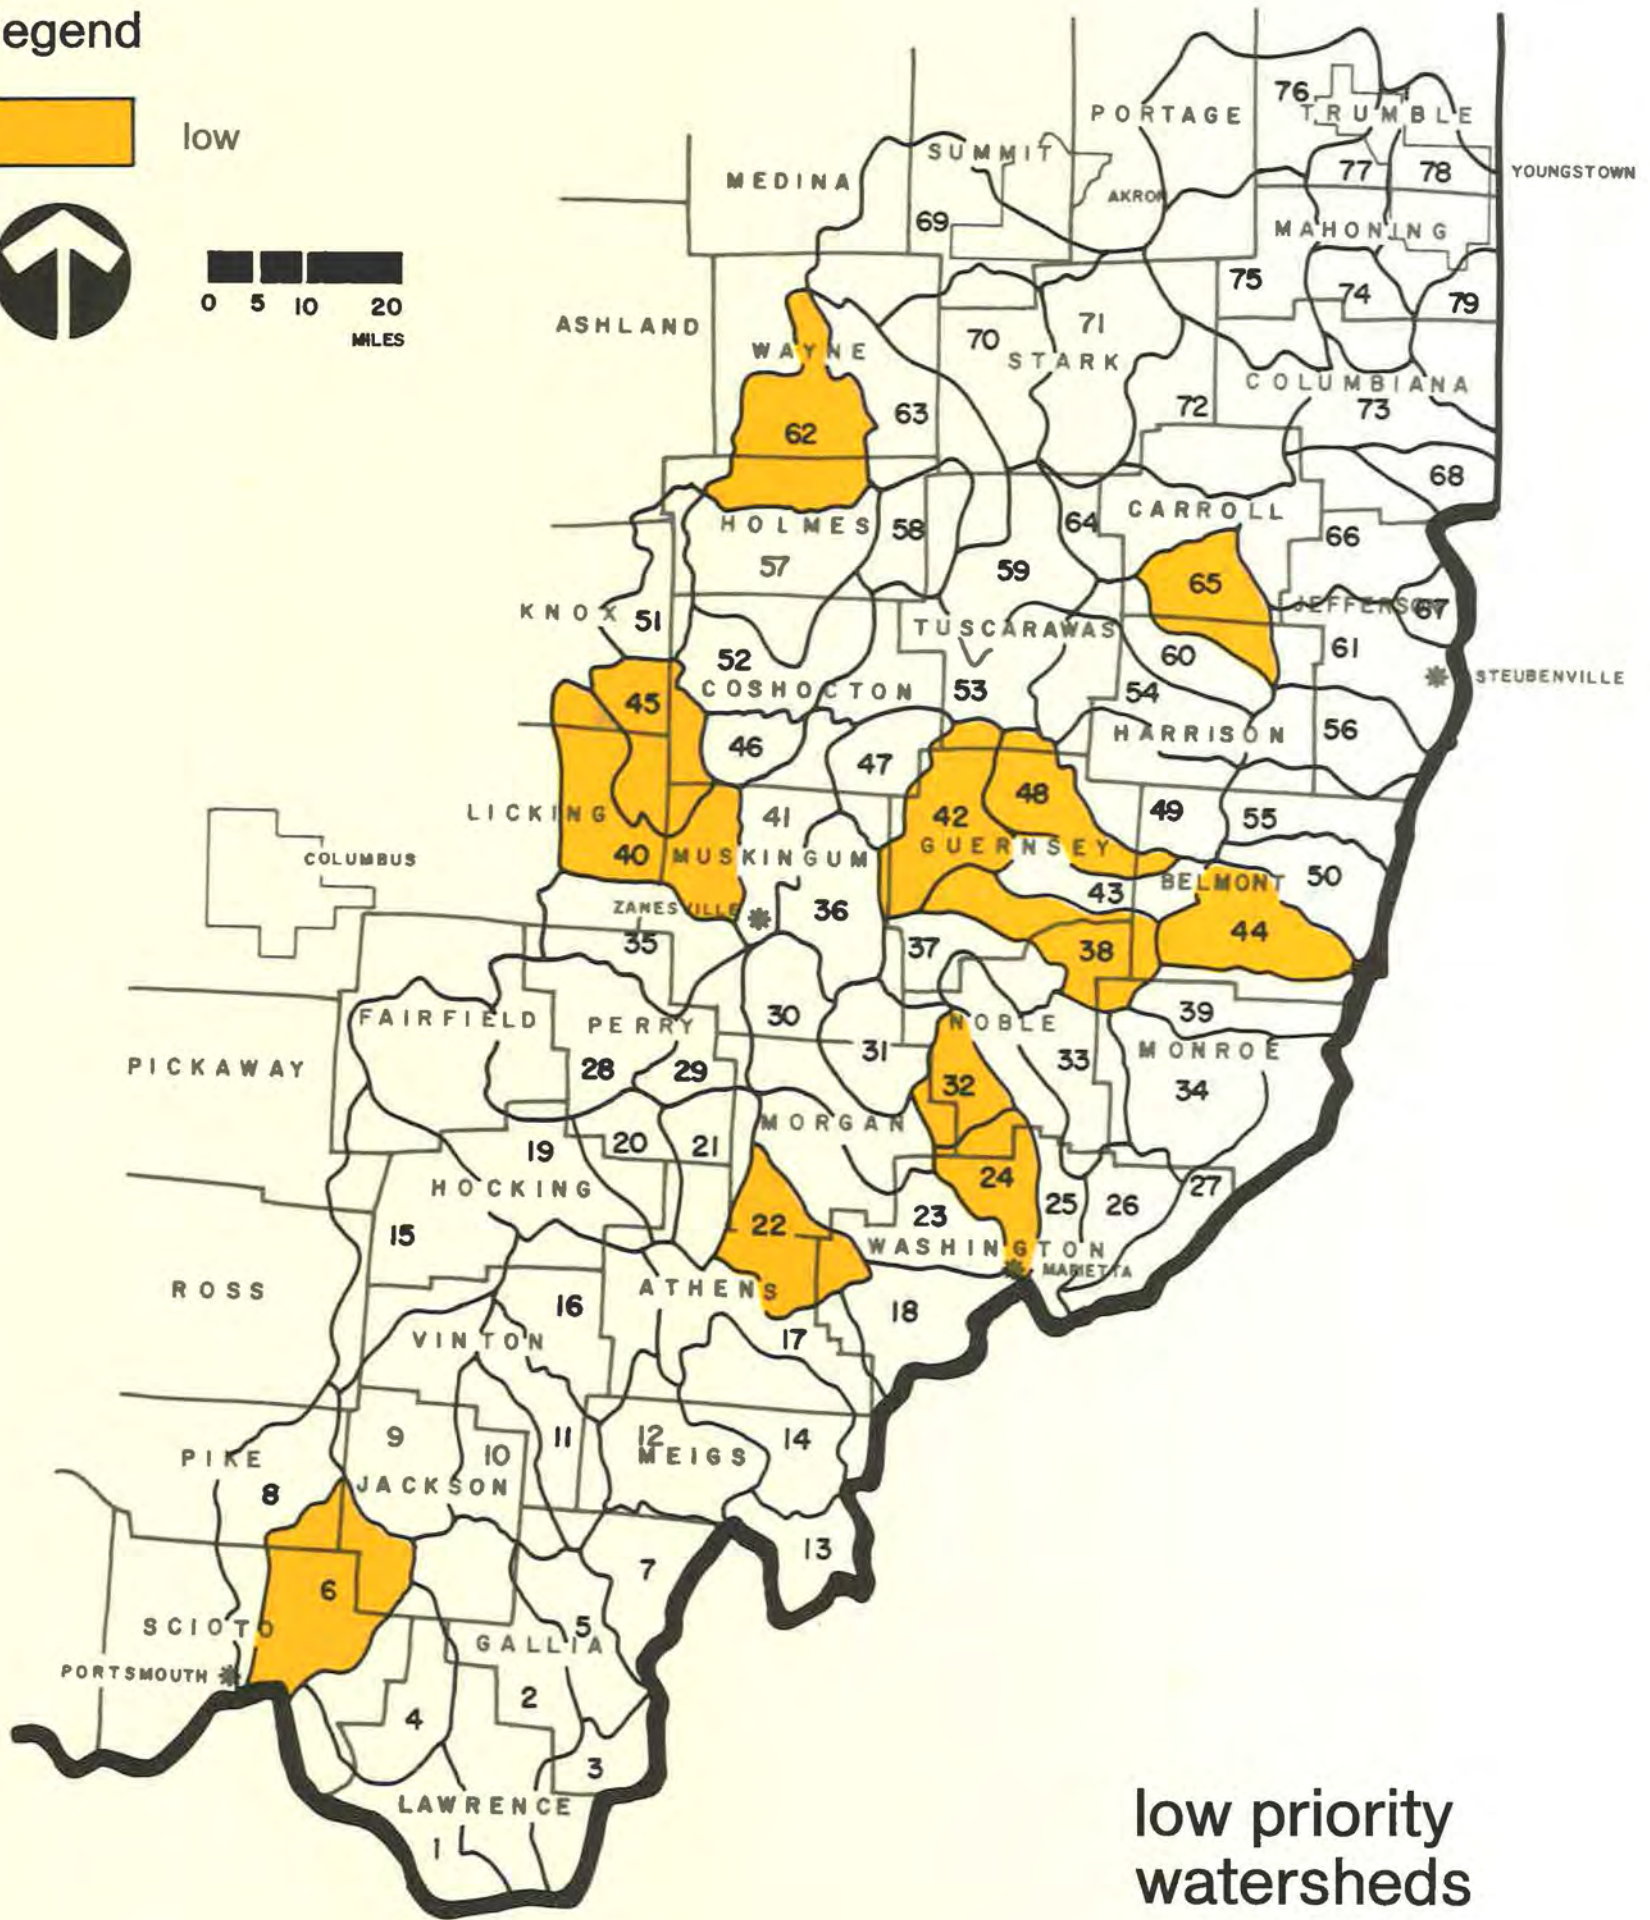 egend
low
0 5 10 20
MILES
PORTAGE
76
TRUMBLE
SUMMIT
MEDINA
77
78
YOUNGSTOWN
AKRON
69
MAHONING
75
74
79
ASHLAND
WAYNE
70
71
STARK
COLUMBIANA
73
72
63
62
68
HOLMES
58
64
CARROLL
66
57
59
65
KNOX
51
TUSCARAWAS
JEFFERSON
67
52
60
61
STEUBENVILLE
COSHOCTON
53
54
45
46
47
HARRISON
56
LICKING
41
42
48
49
55
COLUMBUS
40
MUSKINGUM
GUERNSEY
BELMONT
50
43
ZANESVILLE
36
44
35
37
38
FAIRFIELD
PERRY
30
NOBLE
39
PICKAWAY
28
29
31
33
MONROE
32
34
MORGAN
19
20
21
HOCKING
24
25
26
27
15
22
23
WASHINGTON
MARIETTA
ROSS
ATHENS
16
18
VINTON
17
9
10
11
12
14
PIKE
MEIGS
8
JACKSON
13
7
6
SCIOTO
5
GALLIA
PORTSMOUTH
2
4
3
LAWRENCE
1
low priority
watersheds